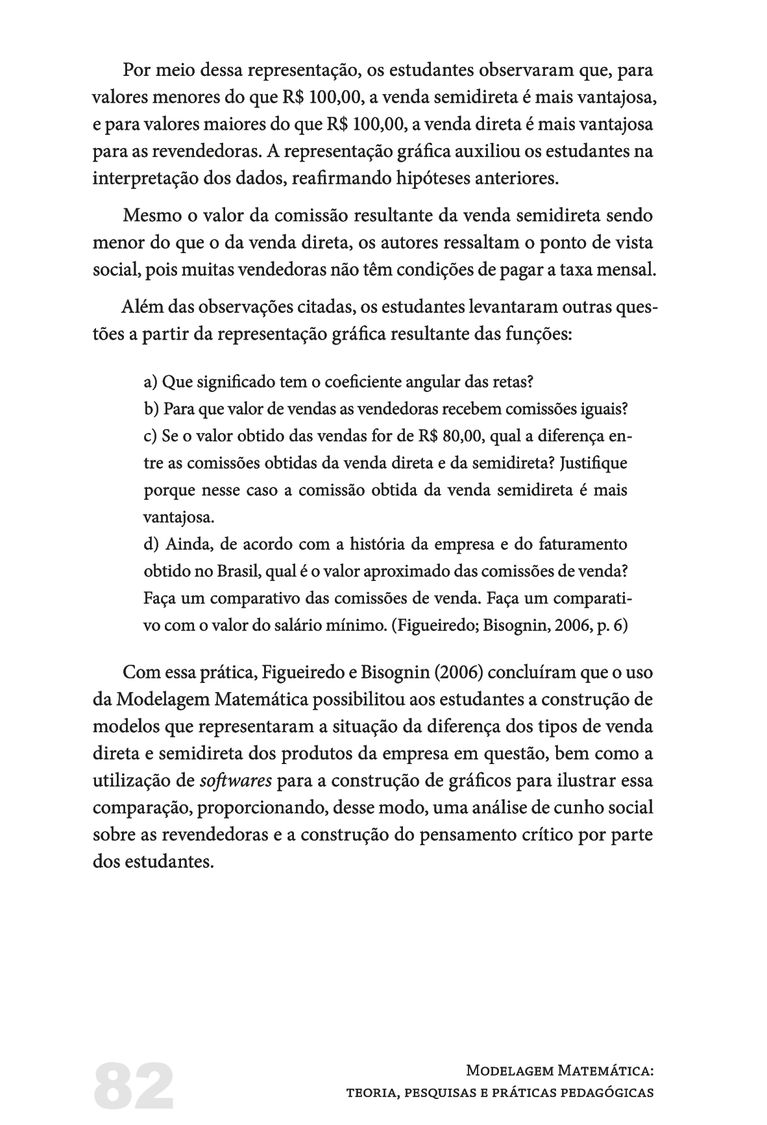 Por meio dessa representação, os estudantes observaram que, para
valores menores do que R$ 100,00, a venda semidireta é mais vantajosa,
e para valores maiores do que R$ 100,00, a venda direta é mais vantajosa
para as revendedoras. A representação gráfica auxiliou os estudantes na
interpretação dos dados, reafirmando hipóteses anteriores.
Mesmo o valor da comissão resultante da venda semidireta sendo
menor do que o da venda direta, os autores ressaltam o ponto de vista
social, pois muitas vendedoras não têm condições de pagar a taxa mensal.
Além das observações citadas, os estudantes levantaram outras ques-
tões a partir da representação gráfica resultante das funções:
a) Que significado tem o coeficiente angular das retas?
b) Para que valor de vendas as vendedoras recebem comissões iguais?
c) Se o valor obtido das vendas for de R$ 80,00, qual a diferença en-
tre as comissões obtidas da venda direta e da semidireta? Justifique
porque nesse caso a comissão obtida da venda semidireta é mais
vantajosa.
d) Ainda, de acordo com a história da empresa e do faturamento
obtido no Brasil, qual é o valor aproximado das comissões de venda?
Faça um comparativo das comissões de venda. Faça um comparati-
vo com o valor do salário mínimo. (Figueiredo; Bisognin, 2006, p. 6)
Com essa prática, Figueiredo e Bisognin (2006) concluíram que o uso
da Modelagem Matemática possibilitou aos estudantes a construção de
modelos que representaram a situação da diferença dos tipos de venda
direta e semidireta dos produtos da empresa em questão, bem como a
utilização de softwares para a construção de gráficos para ilustrar essa
comparação, proporcionando, desse modo, uma análise de cunho social
sobre as revendedoras e a construção do pensamento crítico por parte
dos estudantes.
82
Modelagem Matemática:
teoria, pesquisas e práticas pedagógicas